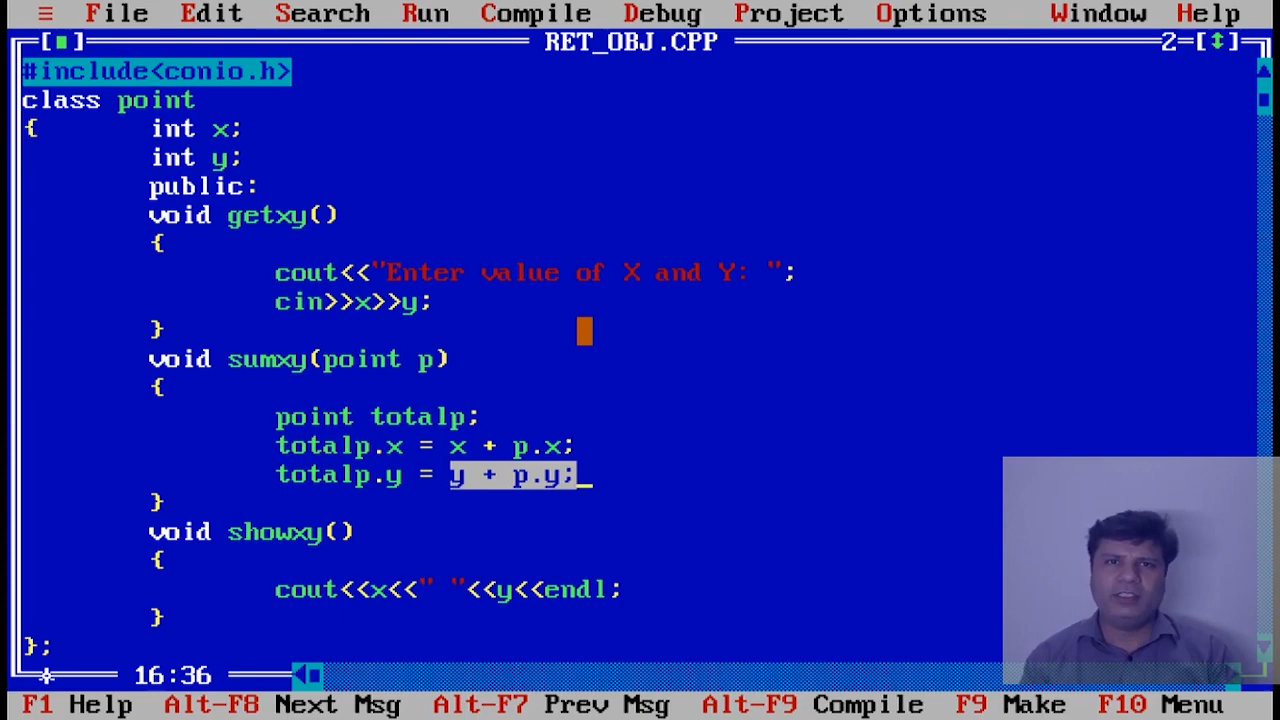 ≡ File Edit Search Run Compile Debug Project Options Window Help
[■] RET_OBJ.CPP 2=[↕]
#include<conio.h>
class point
{ int x;
int y;
public:
void getxy()
{
cout<<"Enter value of X and Y: ";
cin>>x>>y;
}
void sumxy(point p)
{
point totalp;
totalp.x = x + p.x;
totalp.y = y + p.y;
}
void showxy()
{
cout<<x<<" "<<y<<endl;
}
};
16:36
F1 Help Alt-F8 Next Msg Alt-F7 Prev Msg Alt-F9 Compile F9 Make F10 Menu